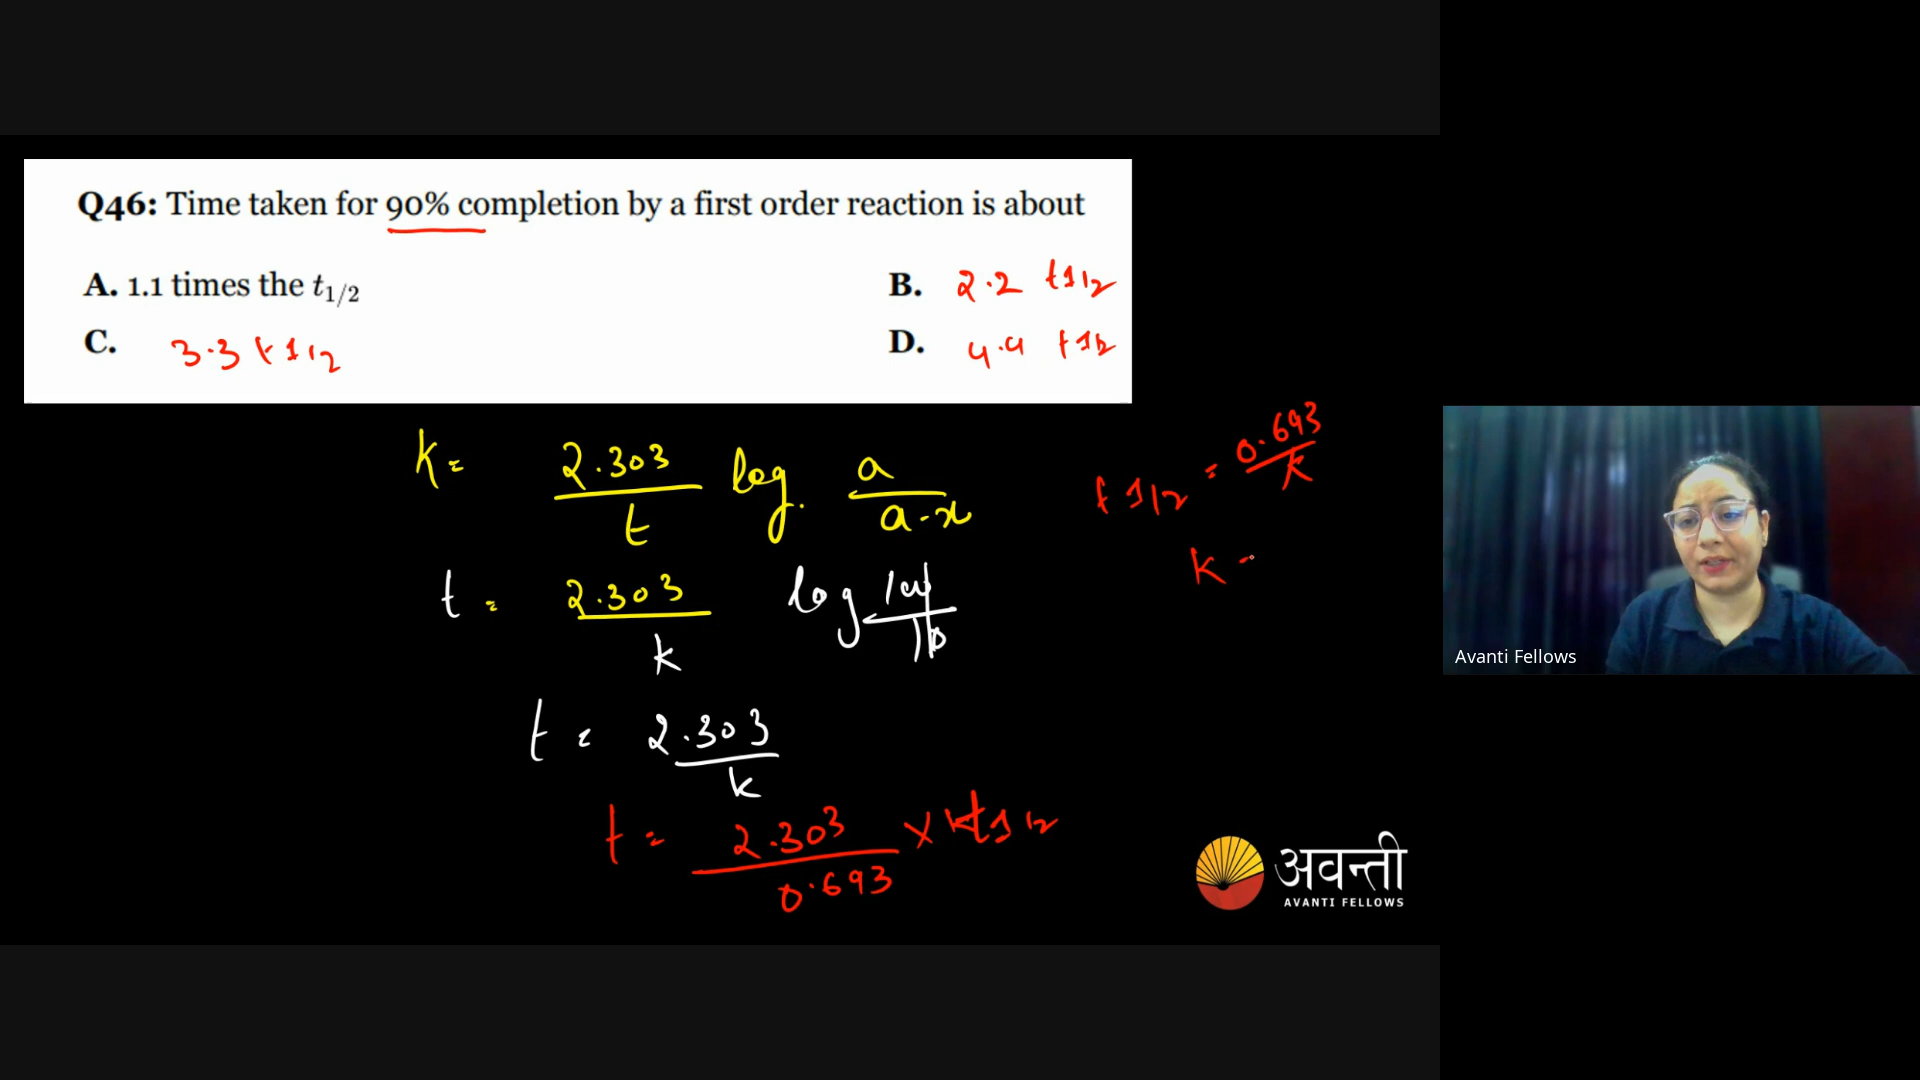 Q46: Time taken for 90% completion by a first order reaction is about
A. 1.1 times the t1/2
B. 2.2 t1/2
C. 3.3 t1/2
D. 4.4 t1/2
k = 2.303/t log a/a-x
t1/2 = 0.693/k
k -
t = 2.303/k log 100/10
t = 2.303/k
t = 2.303/0.693 × t1/2
Avanti Fellows
अवन्ती
AVANTI FELLOWS